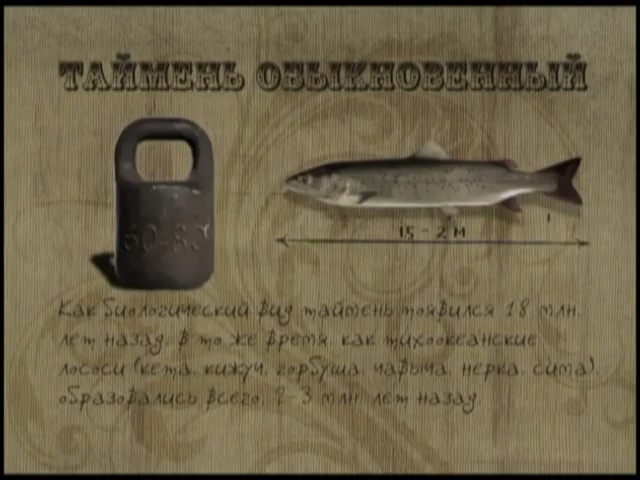 ТАЙМЕНЬ ОБЫКНОВЕННЫЙ
60-80
15 - 2 м
Как биологический вид таймень появился 18 млн.
лет назад. в то же время, как тихоокеанские
лососи (кета, кижуч, горбуша, чавыча, нерка, сима),
образовались всего, 2-3 млн лет назад.